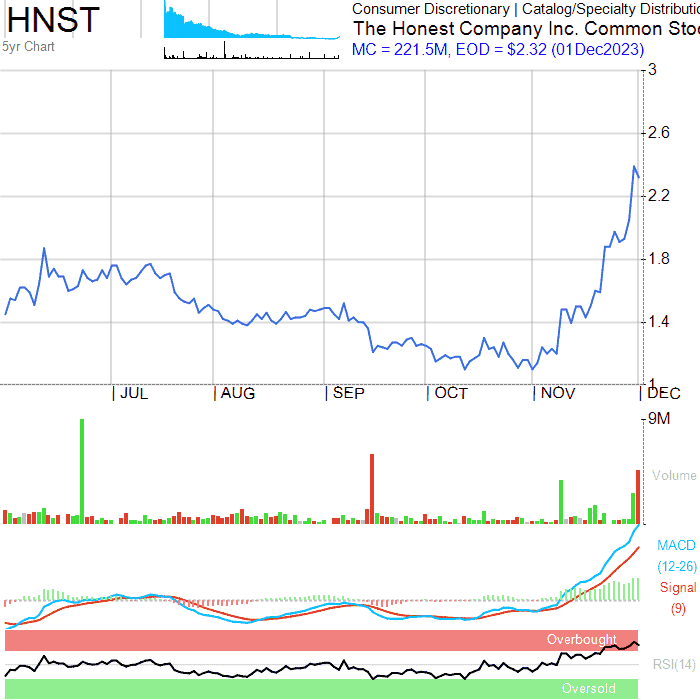 HNST
5yr Chart
Consumer Discretionary | Catalog/Specialty Distributio
The Honest Company Inc. Common Stoc
MC = 221.5M, EOD = $2.32 (01Dec2023)
3
2.6
2.2
1.8
1.4
1
JUL
AUG
SEP
OCT
NOV
DEC
9M
Volume
MACD
(12-26)
Signal
(9)
Overbought
RSI(14)
Oversold